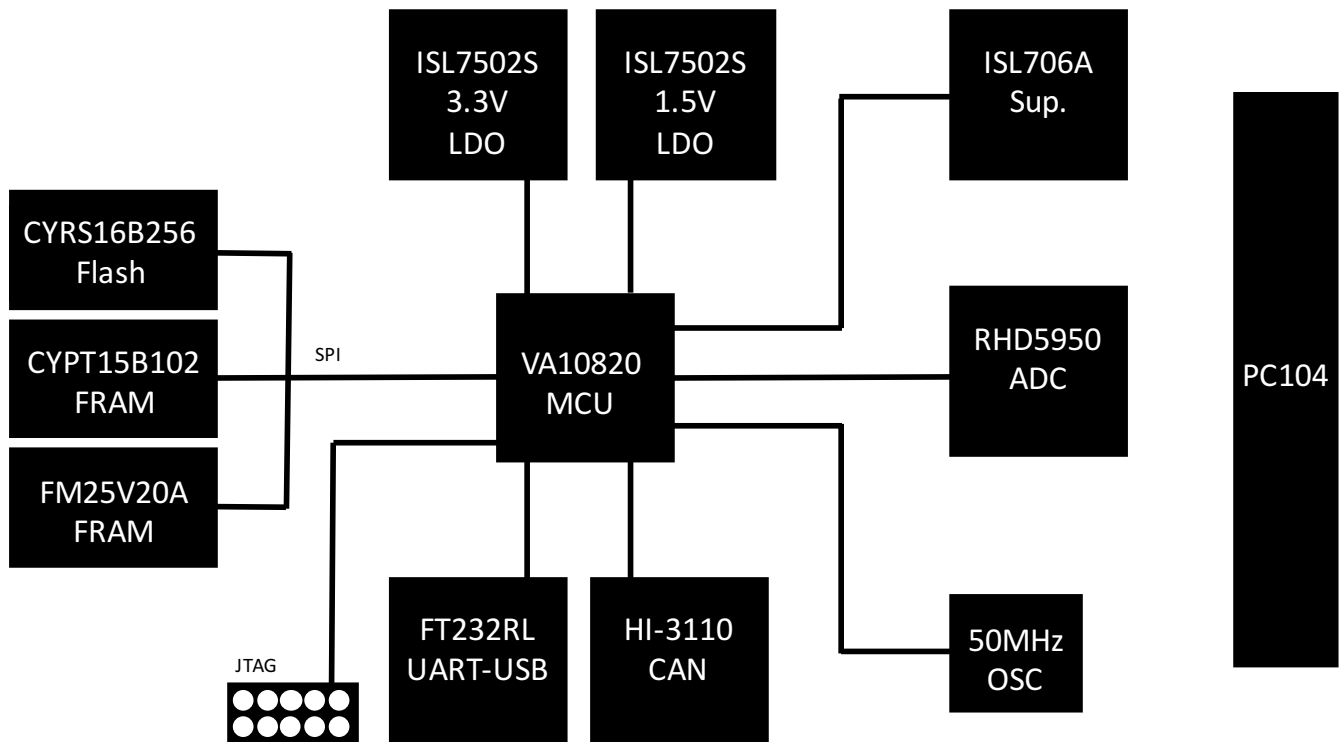 ISL7502S
3.3V
LDO
ISL7502S
1.5V
LDO
ISL706A
Sup.
CYRS16B256
Flash
CYPT15B102
FRAM
FM25V20A
FRAM
SPI
VA10820
MCU
RHD5950
ADC
PC104
JTAG
FT232RL
UART-USB
HI-3110
CAN
50MHz
OSC